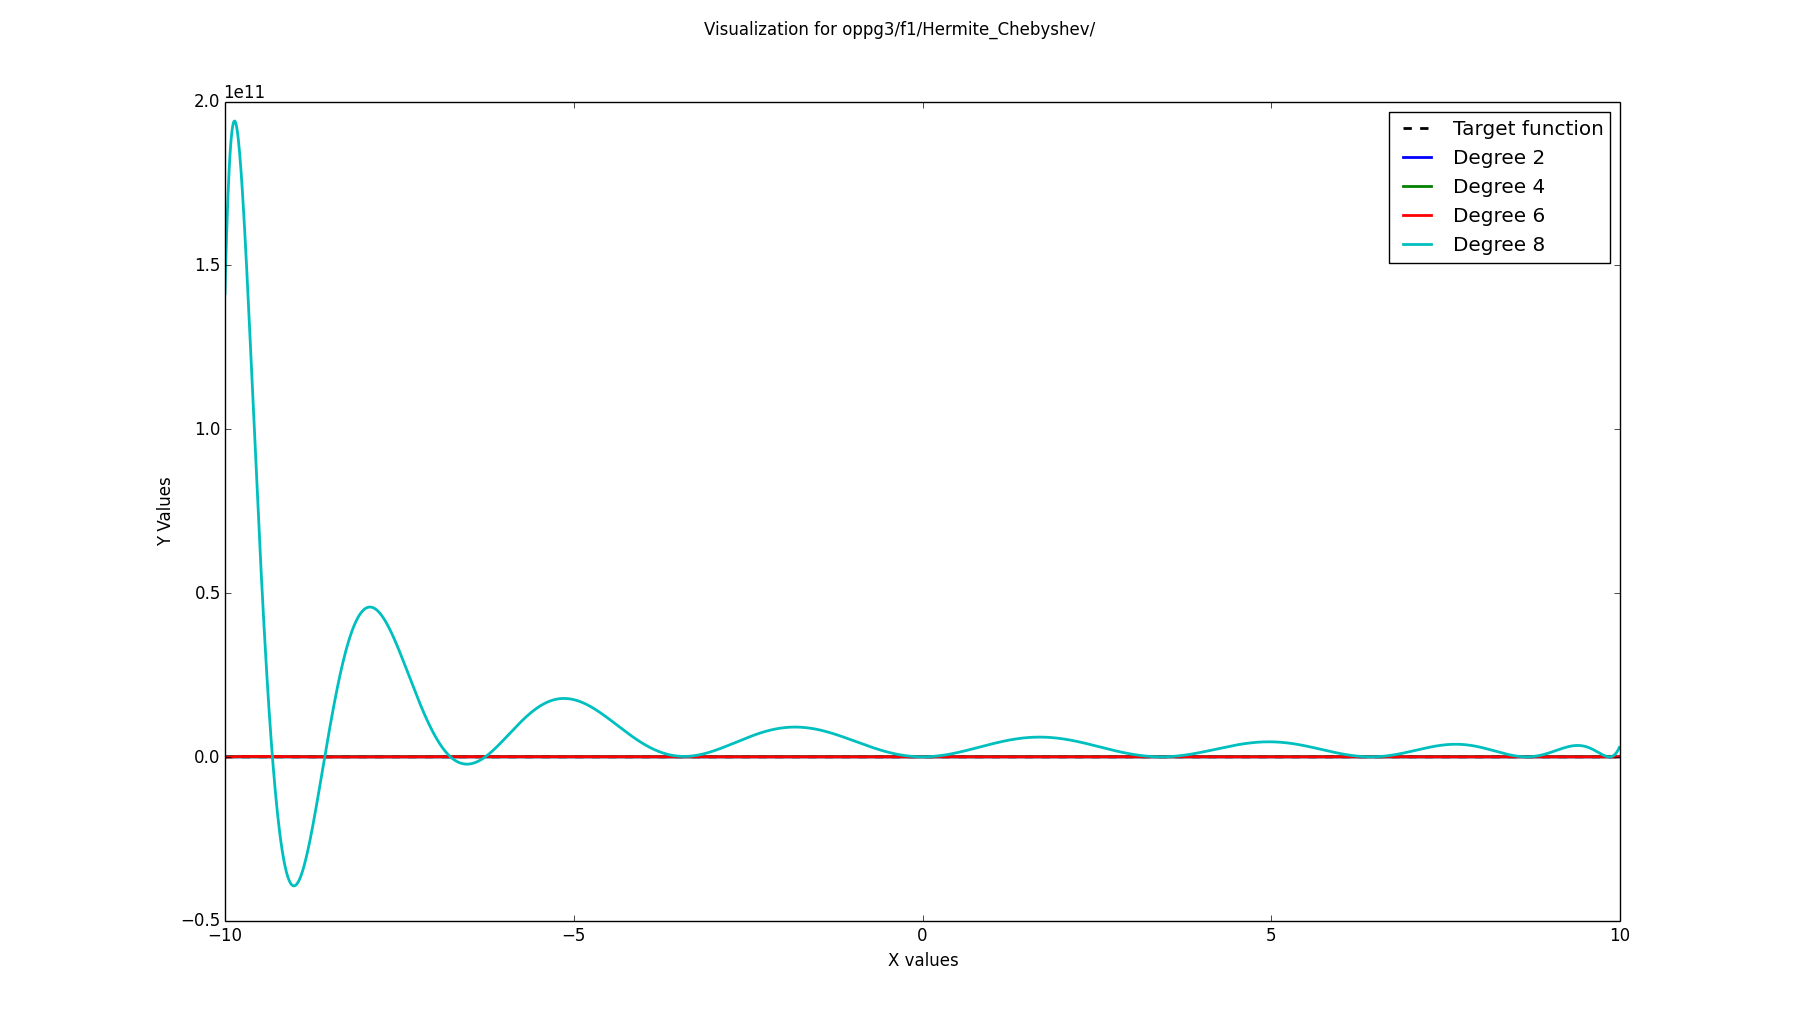 Visualization for oppg3/f1/Hermite_Chebyshev/
1e11
2.0
1.5
1.0
0.5
0.0
−0.5
Y Values
Target function
Degree 2
Degree 4
Degree 6
Degree 8
−10
−5
0
5
10
X values